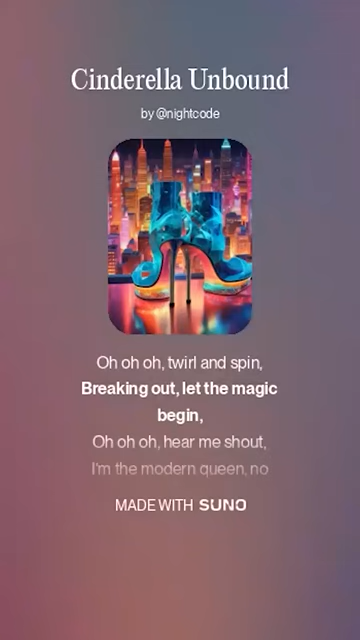 Cinderella Unbound
by @nightcode
Oh oh oh, twirl and spin,
Breaking out, let the magic
begin,
Oh oh oh, hear me shout,
I'm the modern queen, no
MADE WITH SUNO